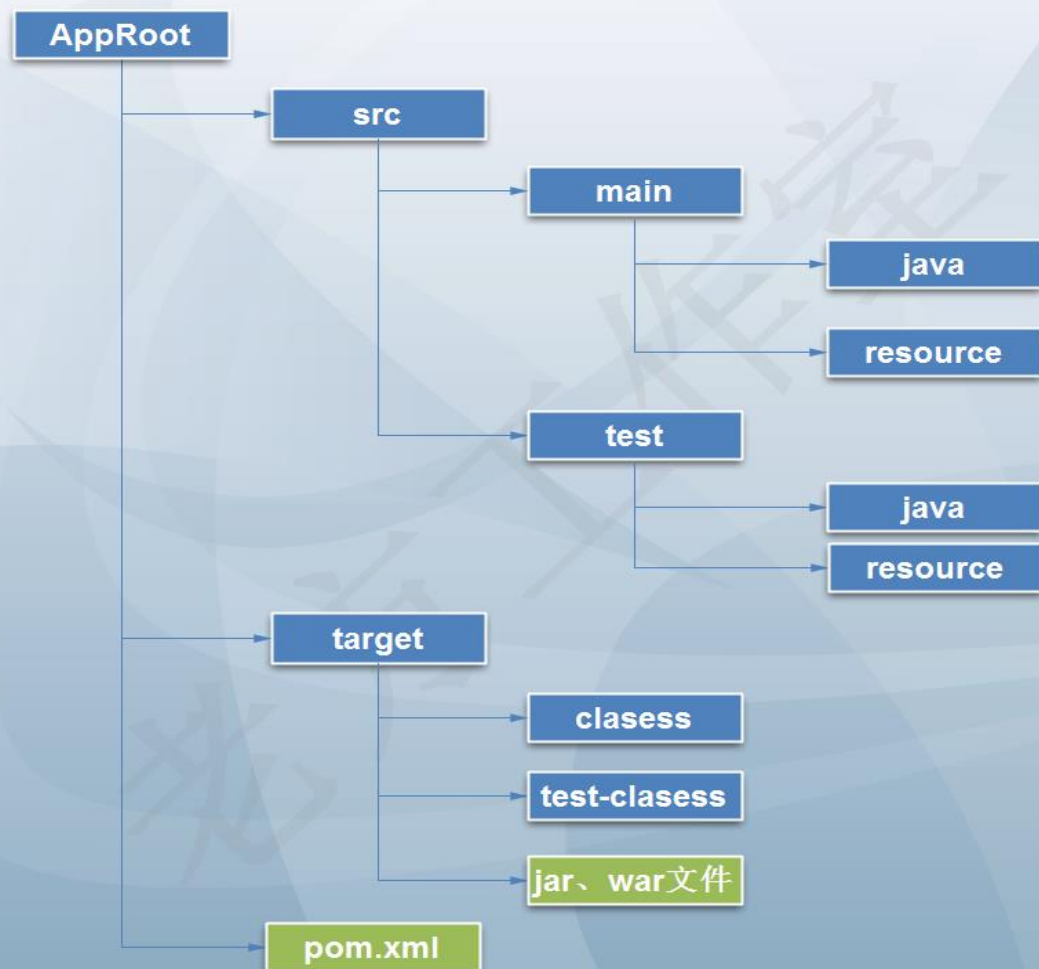 AppRoot
src
main
java
resource
test
java
resource
target
clasess
test-clasess
jar、war文件
pom.xml